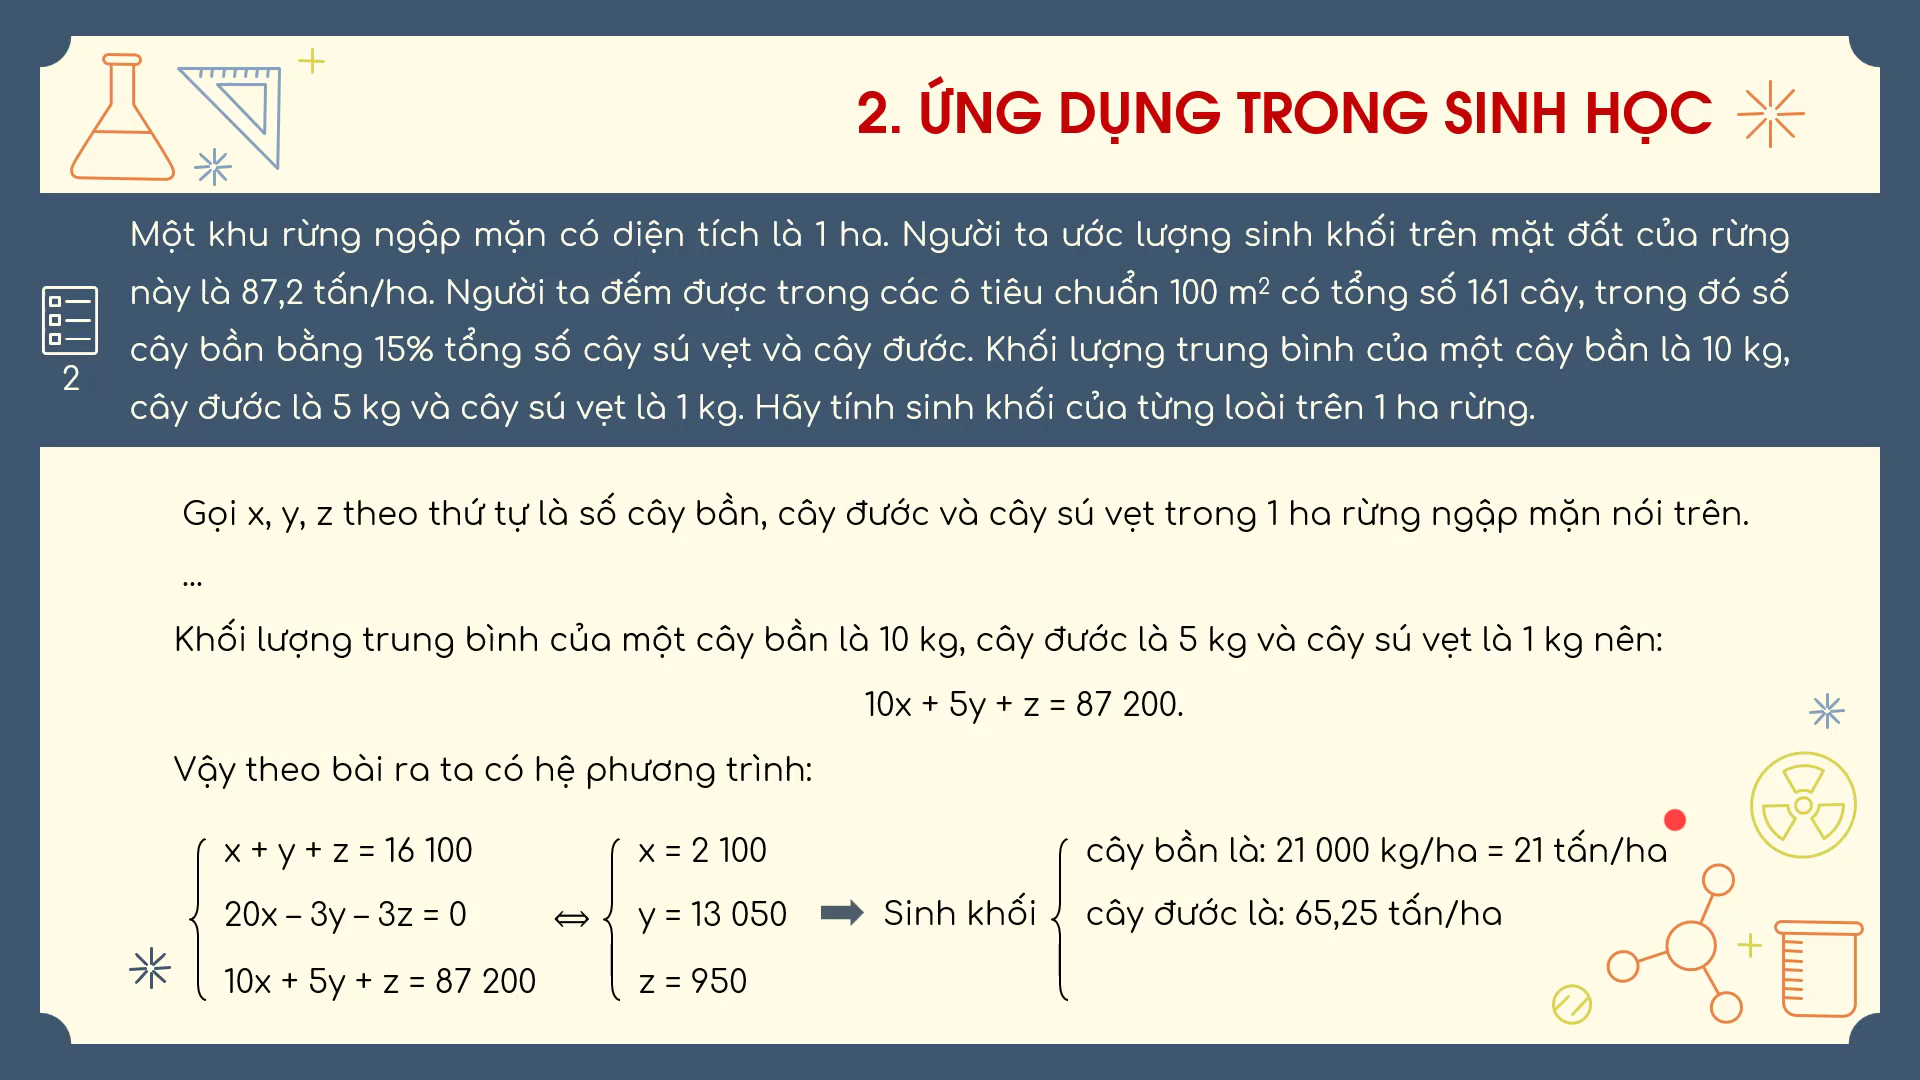 2. ỨNG DỤNG TRONG SINH HỌC
Một khu rừng ngập mặn có diện tích là 1 ha. Người ta ước lượng sinh khối trên mặt đất của rừng
này là 87,2 tấn/ha. Người ta đếm được trong các ô tiêu chuẩn 100 m² có tổng số 161 cây, trong đó số
cây bần bằng 15% tổng số cây sú vẹt và cây đước. Khối lượng trung bình của một cây bần là 10 kg,
cây đước là 5 kg và cây sú vẹt là 1 kg. Hãy tính sinh khối của từng loài trên 1 ha rừng.
2
Gọi x, y, z theo thứ tự là số cây bần, cây đước và cây sú vẹt trong 1 ha rừng ngập mặn nói trên.
...
Khối lượng trung bình của một cây bần là 10 kg, cây đước là 5 kg và cây sú vẹt là 1 kg nên:
10x + 5y + z = 87 200.
Vậy theo bài ra ta có hệ phương trình:
x + y + z = 16 100
20x – 3y – 3z = 0
10x + 5y + z = 87 200
⇔
x = 2 100
y = 13 050
z = 950
Sinh khối
cây bần là: 21 000 kg/ha = 21 tấn/ha
cây đước là: 65,25 tấn/ha